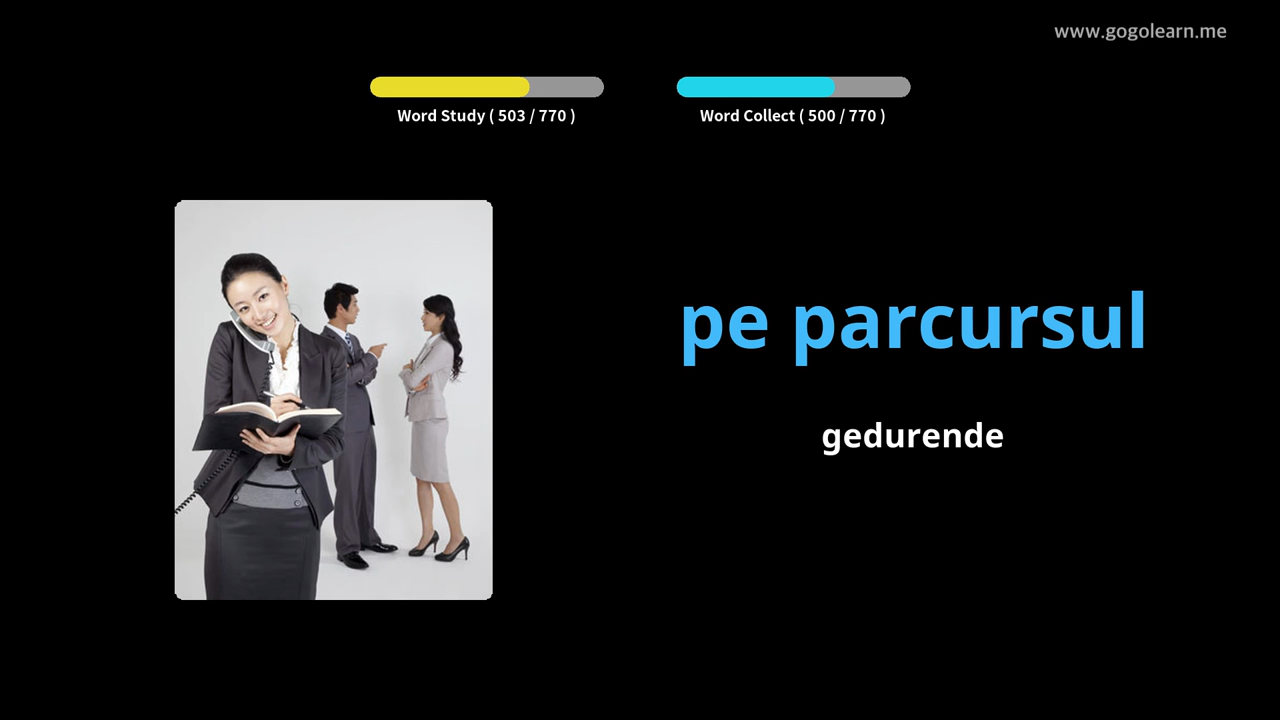 www.gogolearn.me
Word Study ( 503 / 770 )
Word Collect ( 500 / 770 )
pe parcursul
gedurende